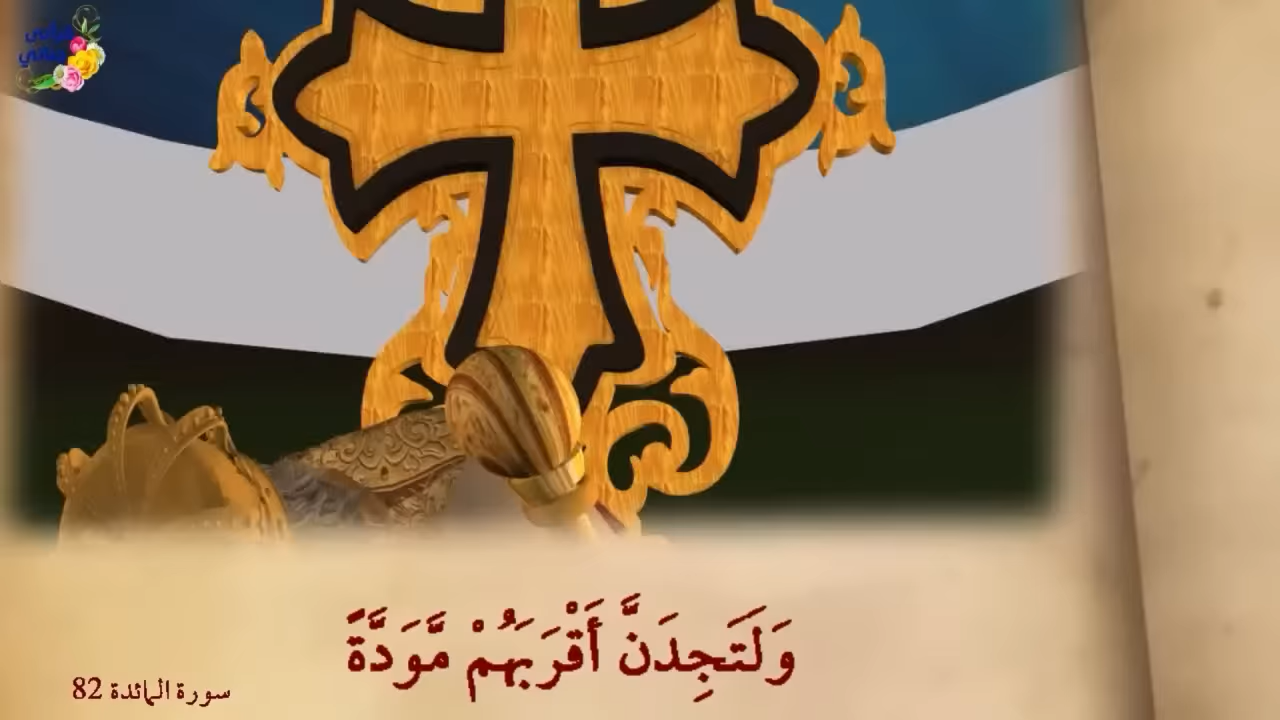 وَلَتَجِدَنَّ أَقْرَبَهُمْ مَّوَدَّةً
سورة المائدة 82